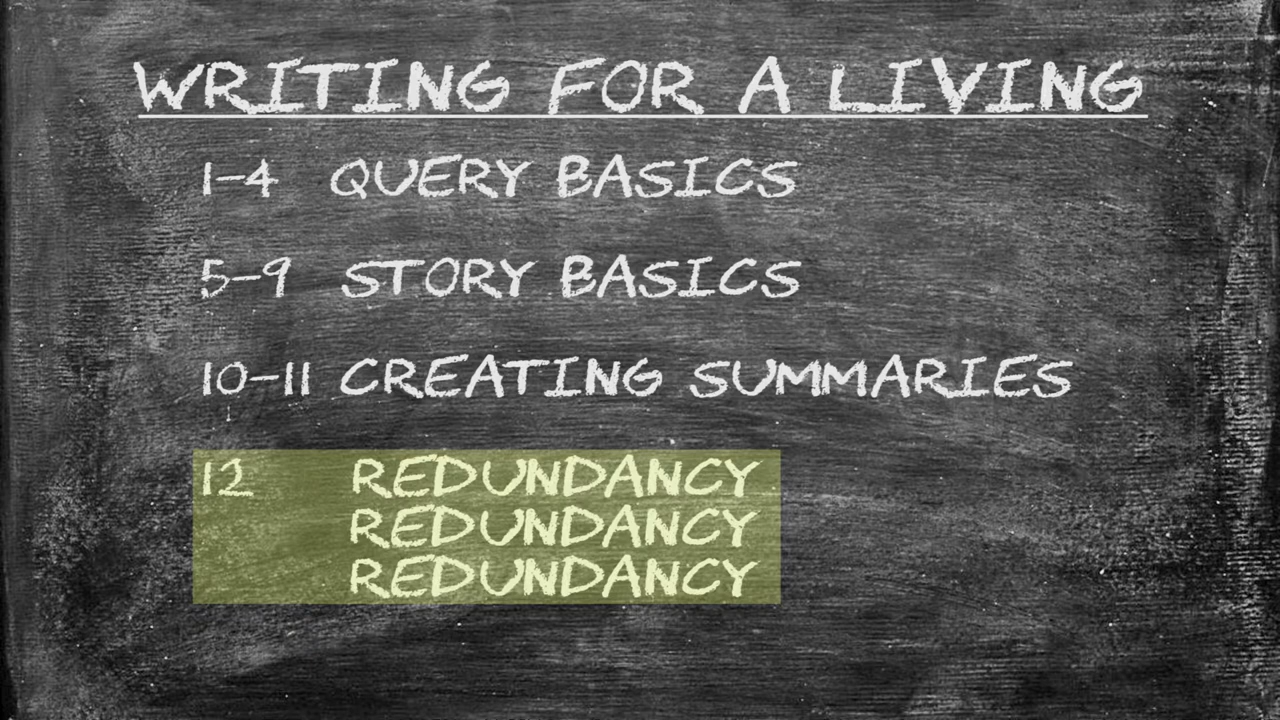 WRITING FOR A LIVING
1-4 QUERY BASICS
5-9 STORY BASICS
10-11 CREATING SUMMARIES
12 REDUNDANCY
REDUNDANCY
REDUNDANCY